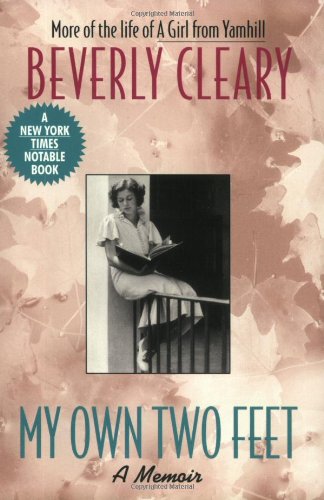 More of the life of A Girl from Yamhill
BEVERLY CLEARY
A
NEW YORK
TIMES
NOTABLE
BOOK
MY OWN TWO FEET
A Memoir